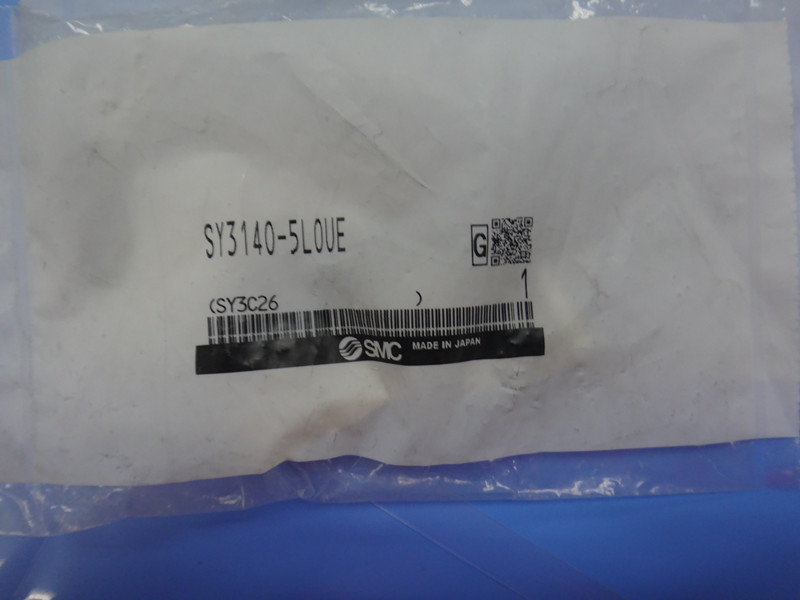 SY3140-5LOUE
G
1
(SY3C26 )
SMC MADE IN JAPAN